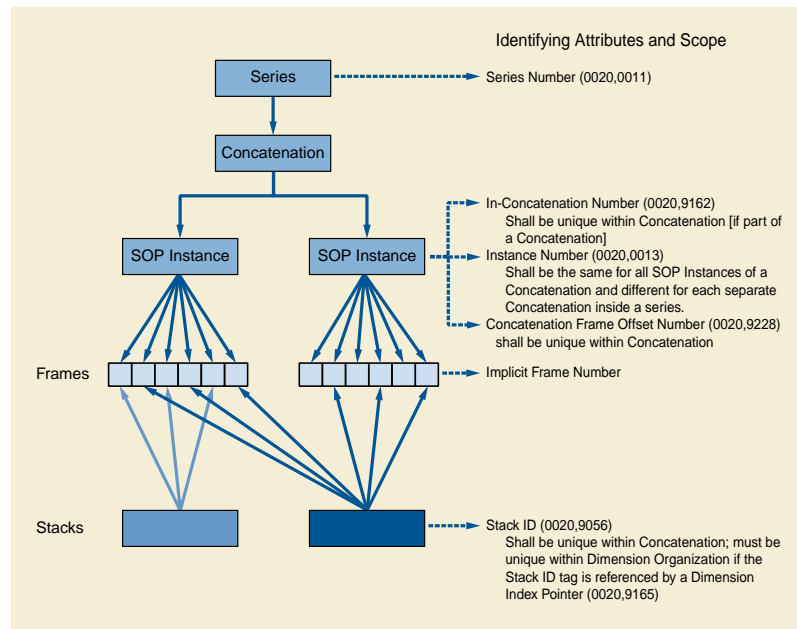 Identifying Attributes and Scope
Series
Series Number (0020,0011)
Concatenation
In-Concatenation Number (0020,9162)
Shall be unique within Concatenation [if part of
a Concatenation]
SOP Instance
SOP Instance
Instance Number (0020,0013)
Shall be the same for all SOP Instances of a
Concatenation and different for each separate
Concatenation inside a series.
Concatenation Frame Offset Number (0020,9228)
shall be unique within Concatenation
Frames
Implicit Frame Number
Stacks
Stack ID (0020,9056)
Shall be unique within Concatenation; must be
unique within Dimension Organization if the
Stack ID tag is referenced by a Dimension
Index Pointer (0020,9165)